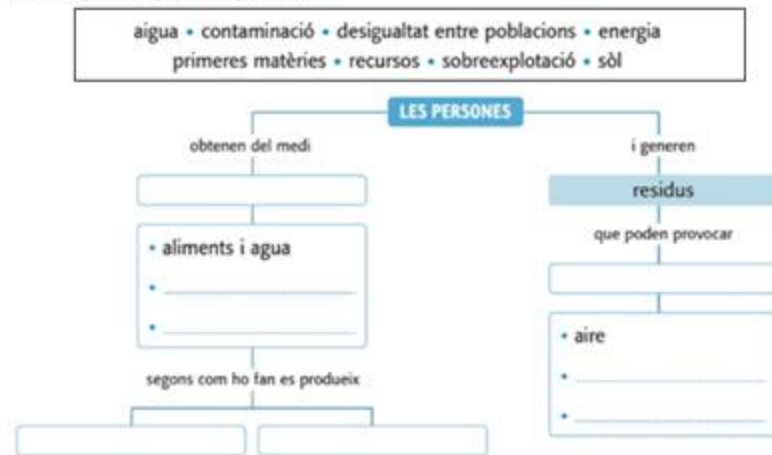 aigua • contaminació • desigualtat entre poblacions • energia
primeres matèries • recursos • sobreexplotació • sòl
LES PERSONES
obtenen del medi
• aliments i agua
•
•
segons com ho fan es produeix
i generen
residus
que poden provocar
• aire
•
•